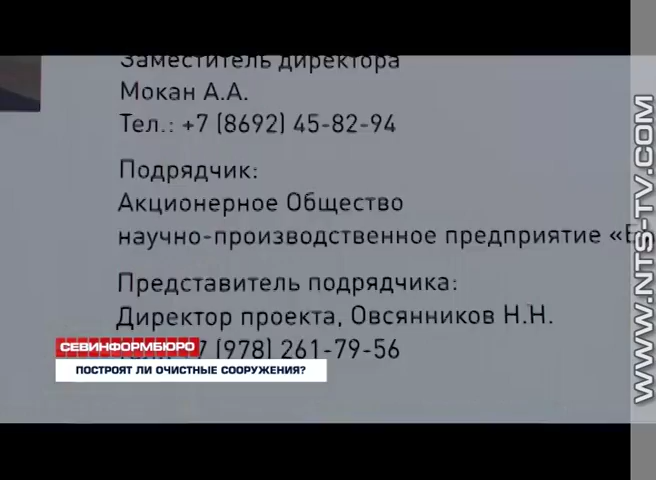 Заместитель директора
Мокан А.А.
Тел.: +7 (8692) 45-82-94
Подрядчик:
Акционерное Общество
научно-производственное предприятие
Представитель подрядчика:
Директор проекта, Овсянников Н.Н.
(978) 261-79-56
СЕВИНФОРМБЮРО
ПОСТРОЯТ ЛИ ОЧИСТНЫЕ СООРУЖЕНИЯ?
WWW.NTS-TV.COM